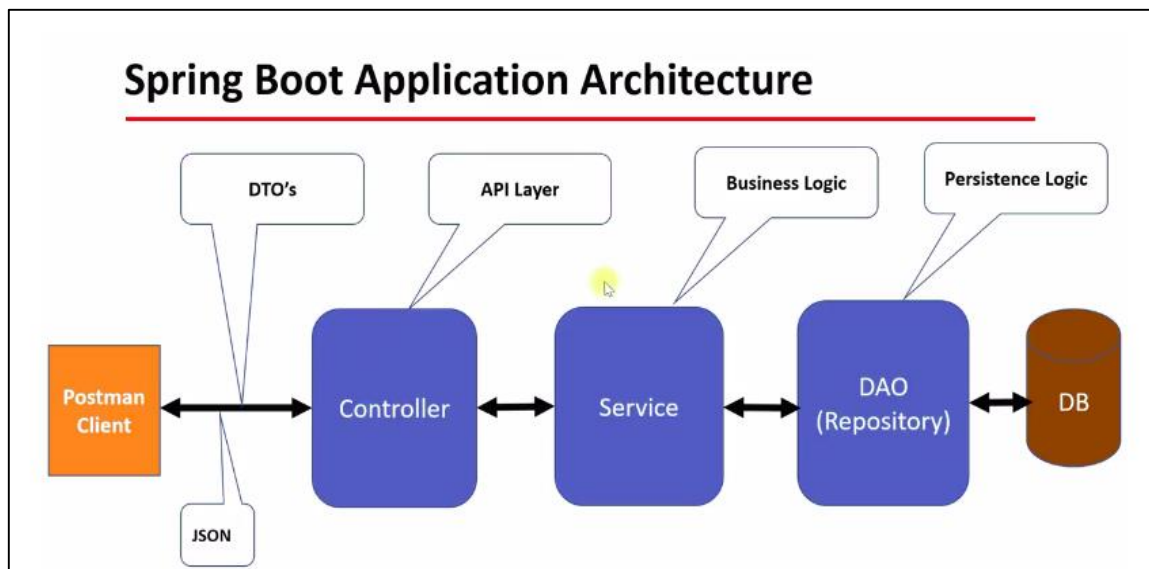 Spring Boot Application Architecture
DTO's
API Layer
Business Logic
Persistence Logic
Postman
Client
Controller
Service
DAO
(Repository)
DB
JSON